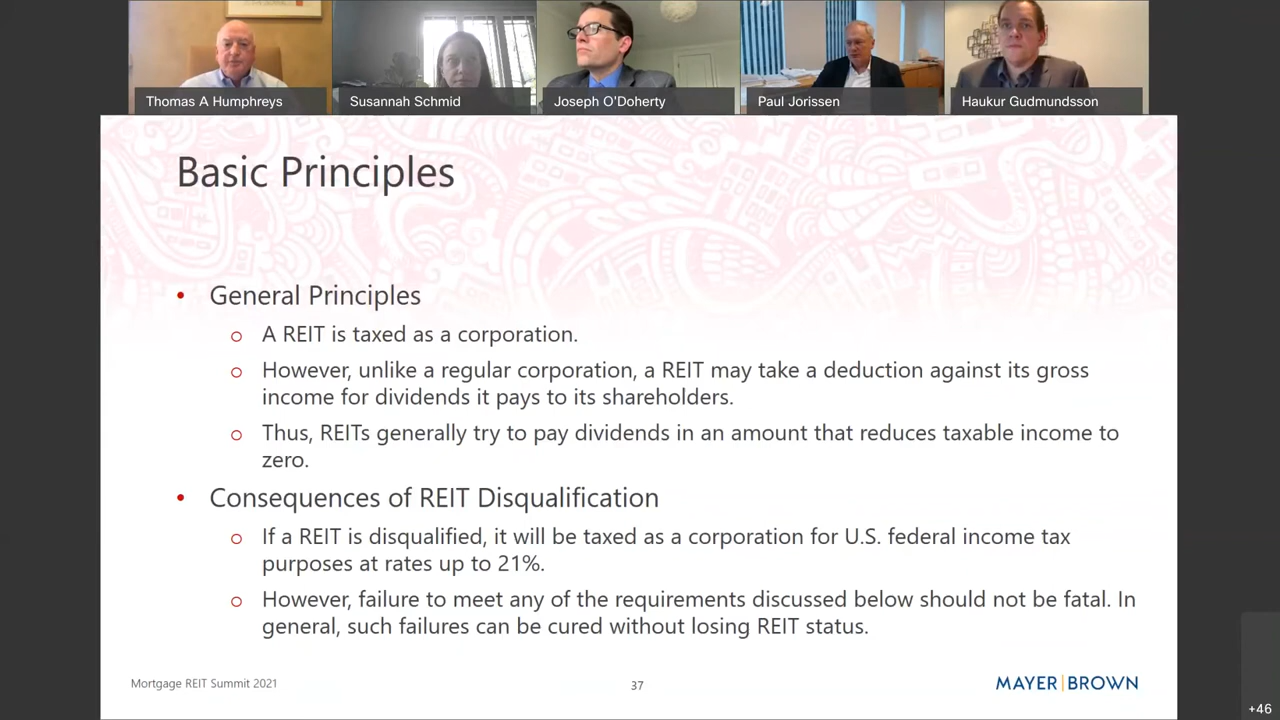 Thomas A Humphreys
Susannah Schmid
Joseph O'Doherty
Paul Jorissen
Haukur Gudmundsson
Basic Principles
• General Principles
o A REIT is taxed as a corporation.
o However, unlike a regular corporation, a REIT may take a deduction against its gross
income for dividends it pays to its shareholders.
o Thus, REITs generally try to pay dividends in an amount that reduces taxable income to
zero.
• Consequences of REIT Disqualification
o If a REIT is disqualified, it will be taxed as a corporation for U.S. federal income tax
purposes at rates up to 21%.
o However, failure to meet any of the requirements discussed below should not be fatal. In
general, such failures can be cured without losing REIT status.
Mortgage REIT Summit 2021
37
MAYER|BROWN
+46